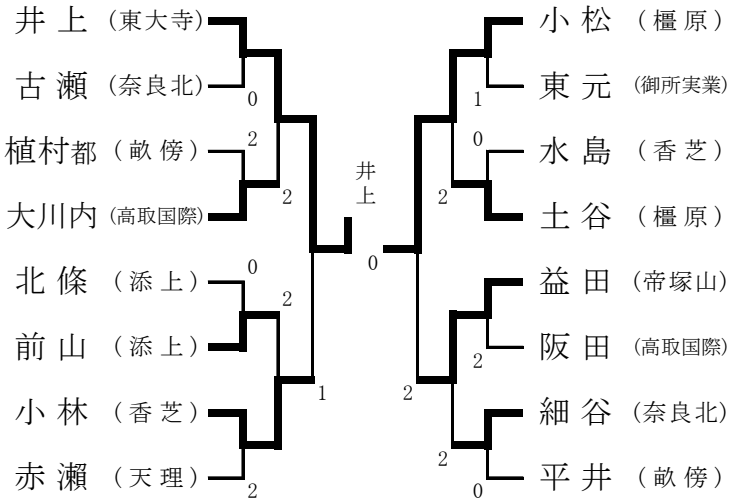 井上 (東大寺)
古瀬 (奈良北)
植村都 (畝傍)
大川内 (高取国際)
北條 (添上)
前山 (添上)
小林 (香芝)
赤瀨 (天理)
0
2
2
0
2
2
1
井上
0
小松 (橿原)
東元 (御所実業)
水島 (香芝)
土谷 (橿原)
益田 (帝塚山)
阪田 (高取国際)
細谷 (奈良北)
平井 (畝傍)
1
0
2
2
2
2
0